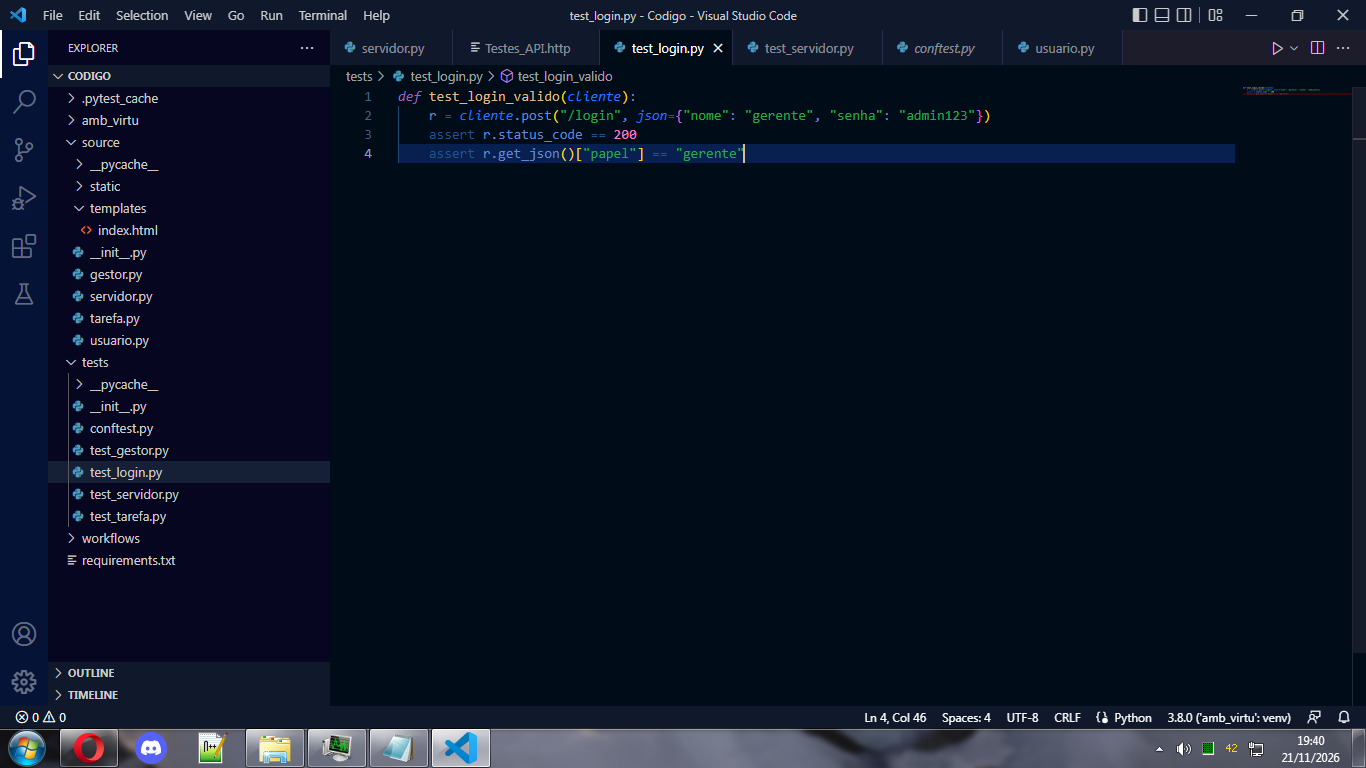 File Edit Selection View Go Run Terminal Help
test_login.py - Codigo - Visual Studio Code
EXPLORER
CODIGO
.pytest_cache
amb_virtu
source
__pycache__
static
templates
index.html
__init__.py
gestor.py
servidor.py
tarefa.py
usuario.py
tests
__pycache__
__init__.py
conftest.py
test_gestor.py
test_login.py
test_servidor.py
test_tarefa.py
workflows
requirements.txt
OUTLINE
TIMELINE
servidor.py Testes_API.http test_login.py test_servidor.py conftest.py usuario.py
tests > test_login.py > test_login_valido
1 def test_login_valido(cliente):
2 r = cliente.post("/login", json={"nome": "gerente", "senha": "admin123"})
3 assert r.status_code == 200
4 assert r.get_json()["papel"] == "gerente"
0 0
Ln 4, Col 46 Spaces: 4 UTF-8 CRLF Python 3.8.0 ('amb_virtu': venv)
42
19:40
21/11/2026